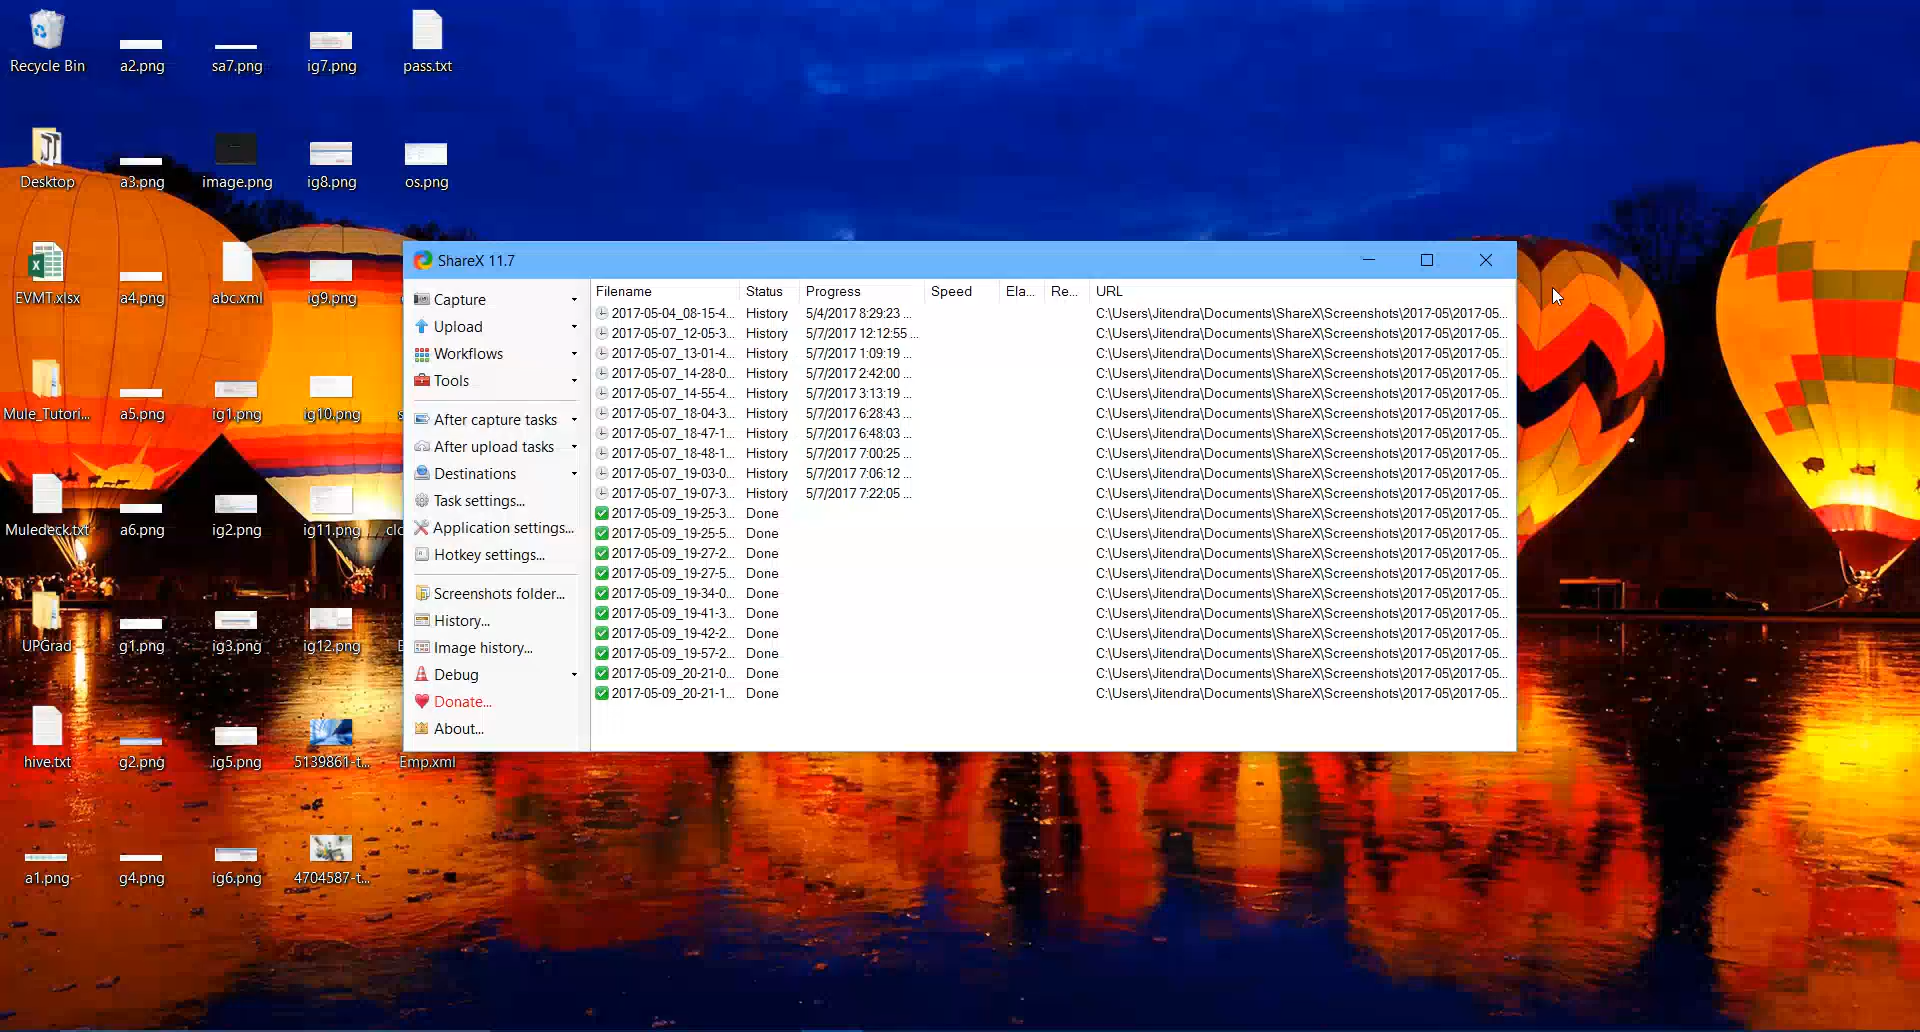 Recycle Bin
a2.png
sa7.png
ig7.png
pass.txt
Desktop
a3.png
image.png
ig8.png
os.png
EVMT.xlsx
a4.png
abc.xml
ig9.png
Mule_Tutori...
a5.png
ig1.png
ig10.png
Muledeck.txt
a6.png
ig2.png
ig11.png
clo
UPGrad
g1.png
ig3.png
ig12.png
hive.txt
g2.png
ig5.png
5139861-t...
Emp.xml
a1.png
g4.png
ig6.png
4704587-t...
ShareX 11.7
Capture
Upload
Workflows
Tools
After capture tasks
After upload tasks
Destinations
Task settings...
Application settings...
Hotkey settings...
Screenshots folder...
History...
Image history...
Debug
Donate...
About...
Filename Status Progress Speed Ela... Re... URL
2017-05-04_08-15-4... History 5/4/2017 8:29:23 ... C:\Users\Jitendra\Documents\ShareX\Screenshots\2017-05\2017-05...
2017-05-07_12-05-3... History 5/7/2017 12:12:55 ... C:\Users\Jitendra\Documents\ShareX\Screenshots\2017-05\2017-05...
2017-05-07_13-01-4... History 5/7/2017 1:09:19 ... C:\Users\Jitendra\Documents\ShareX\Screenshots\2017-05\2017-05...
2017-05-07_14-28-0... History 5/7/2017 2:42:00 ... C:\Users\Jitendra\Documents\ShareX\Screenshots\2017-05\2017-05...
2017-05-07_14-55-4... History 5/7/2017 3:13:19 ... C:\Users\Jitendra\Documents\ShareX\Screenshots\2017-05\2017-05...
2017-05-07_18-04-3... History 5/7/2017 6:28:43 ... C:\Users\Jitendra\Documents\ShareX\Screenshots\2017-05\2017-05...
2017-05-07_18-47-1... History 5/7/2017 6:48:03 ... C:\Users\Jitendra\Documents\ShareX\Screenshots\2017-05\2017-05...
2017-05-07_18-48-1... History 5/7/2017 7:00:25 ... C:\Users\Jitendra\Documents\ShareX\Screenshots\2017-05\2017-05...
2017-05-07_19-03-0... History 5/7/2017 7:06:12 ... C:\Users\Jitendra\Documents\ShareX\Screenshots\2017-05\2017-05...
2017-05-07_19-07-3... History 5/7/2017 7:22:05 ... C:\Users\Jitendra\Documents\ShareX\Screenshots\2017-05\2017-05...
2017-05-09_19-25-3... Done C:\Users\Jitendra\Documents\ShareX\Screenshots\2017-05\2017-05...
2017-05-09_19-25-5... Done C:\Users\Jitendra\Documents\ShareX\Screenshots\2017-05\2017-05...
2017-05-09_19-27-2... Done C:\Users\Jitendra\Documents\ShareX\Screenshots\2017-05\2017-05...
2017-05-09_19-27-5... Done C:\Users\Jitendra\Documents\ShareX\Screenshots\2017-05\2017-05...
2017-05-09_19-34-0... Done C:\Users\Jitendra\Documents\ShareX\Screenshots\2017-05\2017-05...
2017-05-09_19-41-3... Done C:\Users\Jitendra\Documents\ShareX\Screenshots\2017-05\2017-05...
2017-05-09_19-42-2... Done C:\Users\Jitendra\Documents\ShareX\Screenshots\2017-05\2017-05...
2017-05-09_19-57-2... Done C:\Users\Jitendra\Documents\ShareX\Screenshots\2017-05\2017-05...
2017-05-09_20-21-0... Done C:\Users\Jitendra\Documents\ShareX\Screenshots\2017-05\2017-05...
2017-05-09_20-21-1... Done C:\Users\Jitendra\Documents\ShareX\Screenshots\2017-05\2017-05...